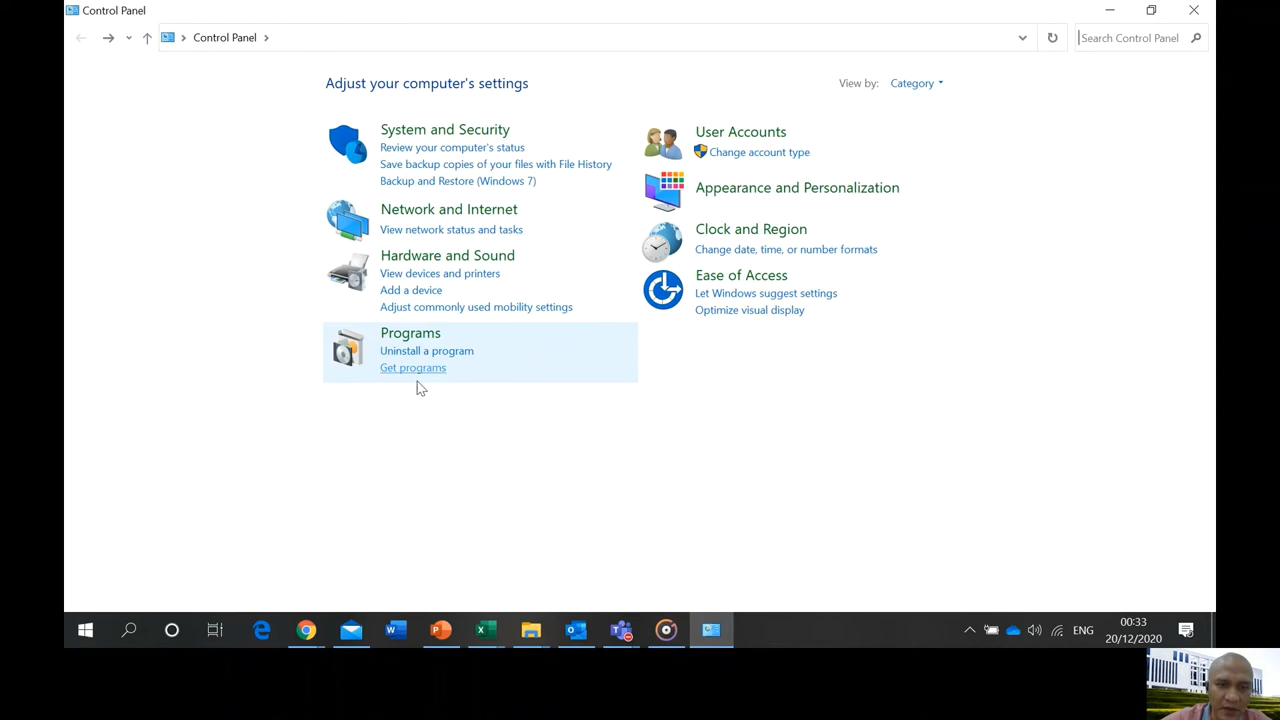 Control Panel
Control Panel
Search Control Panel
Adjust your computer's settings
View by:
Category
System and Security
Review your computer's status
Save backup copies of your files with File History
Backup and Restore (Windows 7)
Network and Internet
View network status and tasks
Hardware and Sound
View devices and printers
Add a device
Adjust commonly used mobility settings
Programs
Uninstall a program
Get programs
User Accounts
Change account type
Appearance and Personalization
Clock and Region
Change date, time, or number formats
Ease of Access
Let Windows suggest settings
Optimize visual display
ENG
00:33
20/12/2020